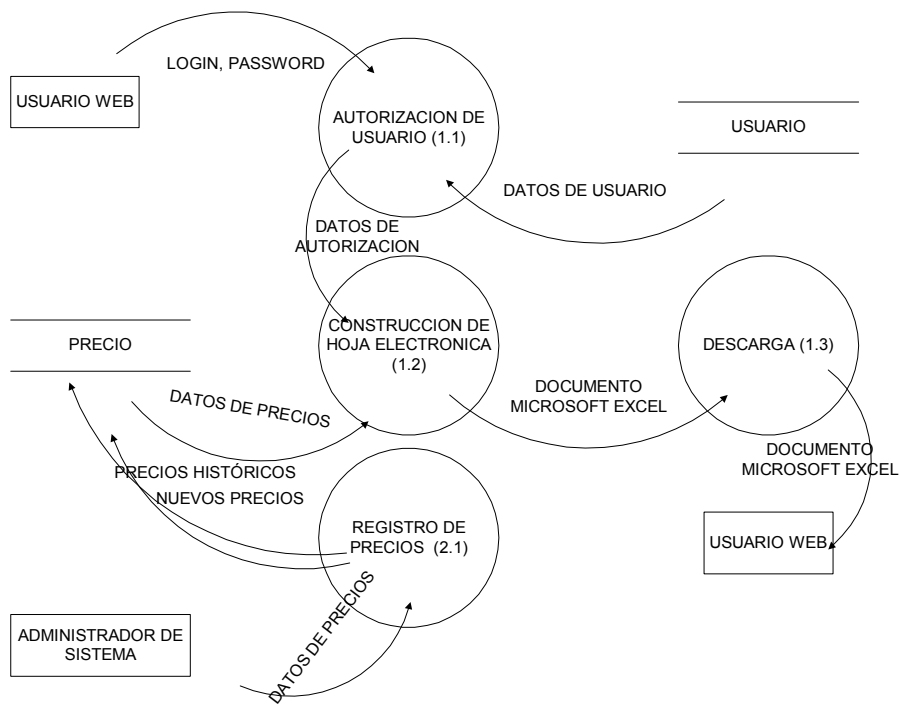 LOGIN, PASSWORD
USUARIO WEB
AUTORIZACION DE
USUARIO (1.1)
USUARIO
DATOS DE USUARIO
DATOS DE
AUTORIZACION
PRECIO
CONSTRUCCION DE
HOJA ELECTRONICA
(1.2)
DESCARGA (1.3)
DATOS DE PRECIOS
DOCUMENTO
MICROSOFT EXCEL
DOCUMENTO
MICROSOFT EXCEL
PRECIOS HISTÓRICOS
NUEVOS PRECIOS
REGISTRO DE
PRECIOS (2.1)
USUARIO WEB
ADMINISTRADOR DE
SISTEMA
DATOS DE PRECIOS